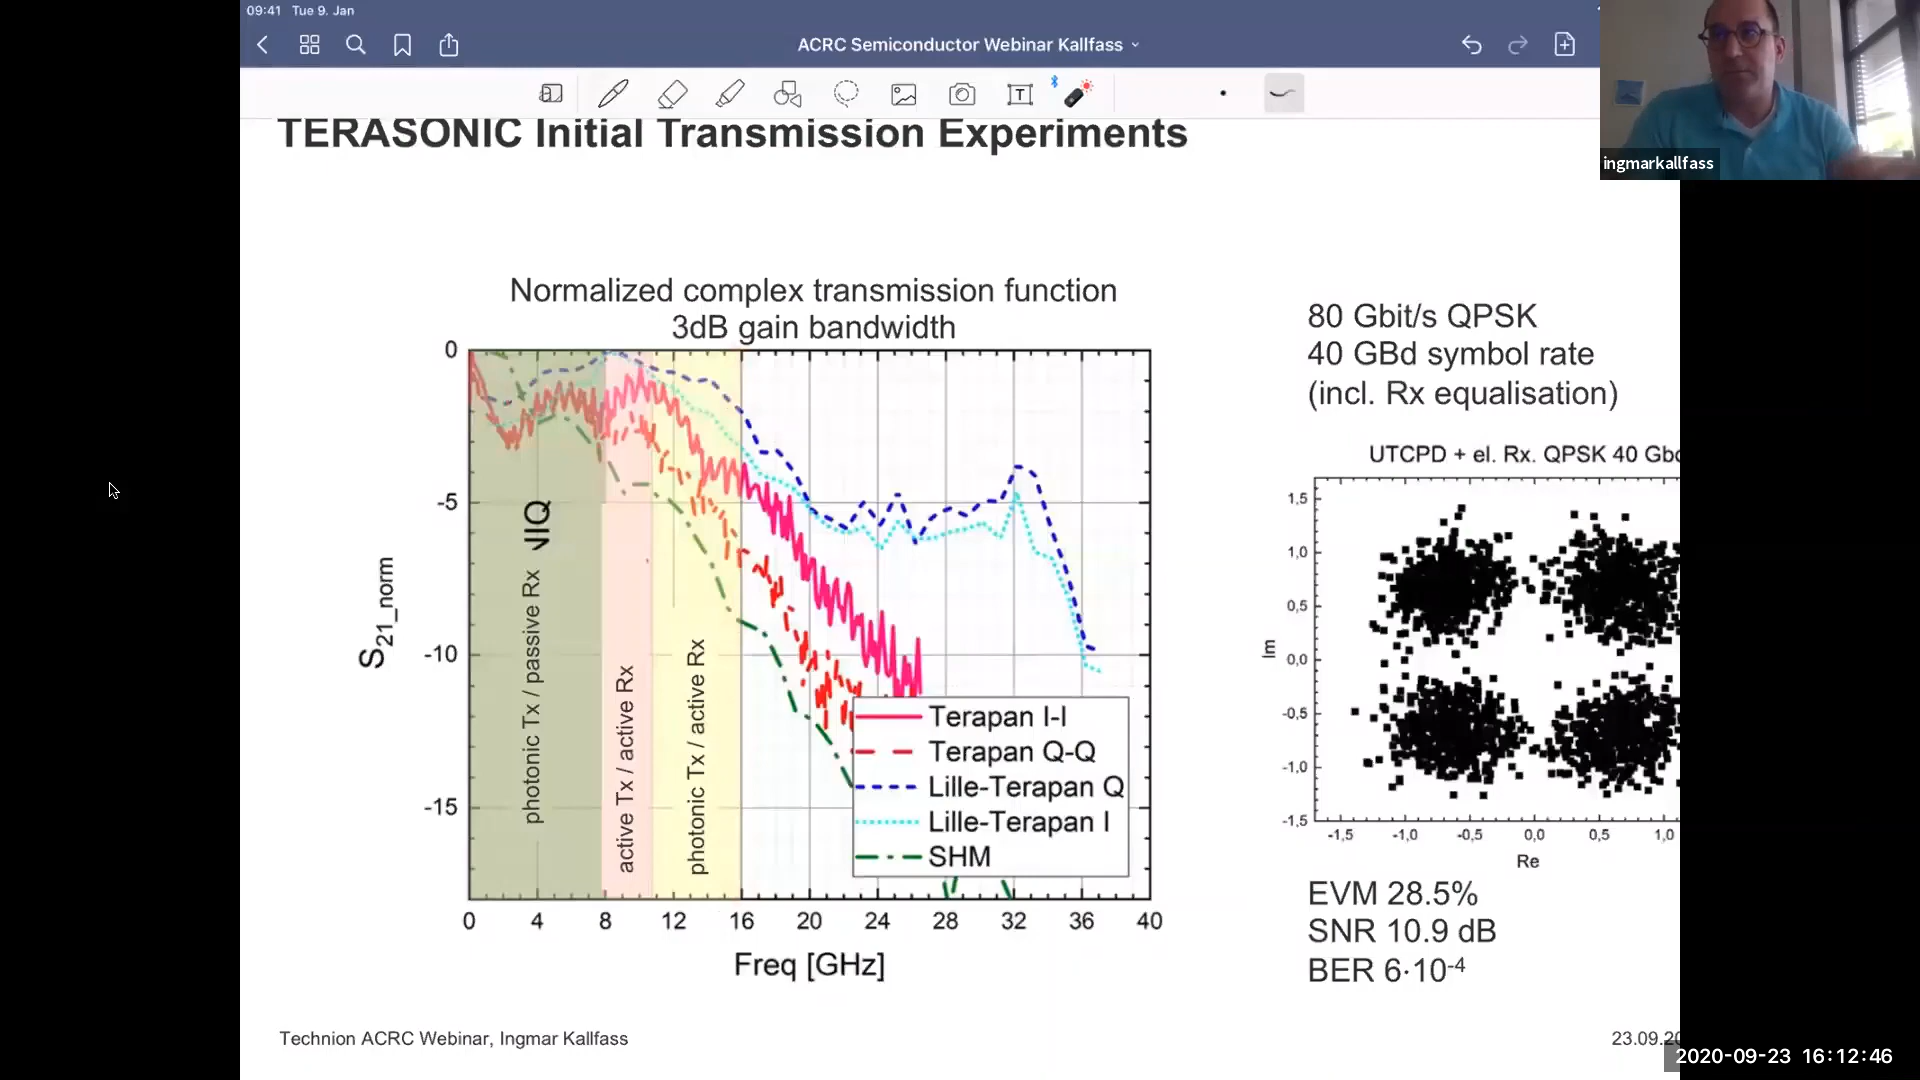 09:41 Tue 9. Jan
ACRC Semiconductor Webinar Kallfass
T
ingmarkallfass
TERASONIC Initial Transmission Experiments
Normalized complex transmission function
3dB gain bandwidth
0
-5
-10
-15
S21_norm
photonic Tx / passive Rx
active Tx / active Rx
photonic Tx / active Rx
Terapan I-I
Terapan Q-Q
Lille-Terapan Q
Lille-Terapan I
SHM
0 4 8 12 16 20 24 28 32 36 40
Freq [GHz]
80 Gbit/s QPSK
40 GBd symbol rate
(incl. Rx equalisation)
UTCPD + el. Rx. QPSK 40 Gbd
1,5
1,0
0,5
0,0
-0,5
-1,0
-1,5
Im
-1,5 -1,0 -0,5 0,0 0,5 1,0
Re
EVM 28.5%
SNR 10.9 dB
BER 6·10-4
Technion ACRC Webinar, Ingmar Kallfass
23.09.20
2020-09-23 16:12:46